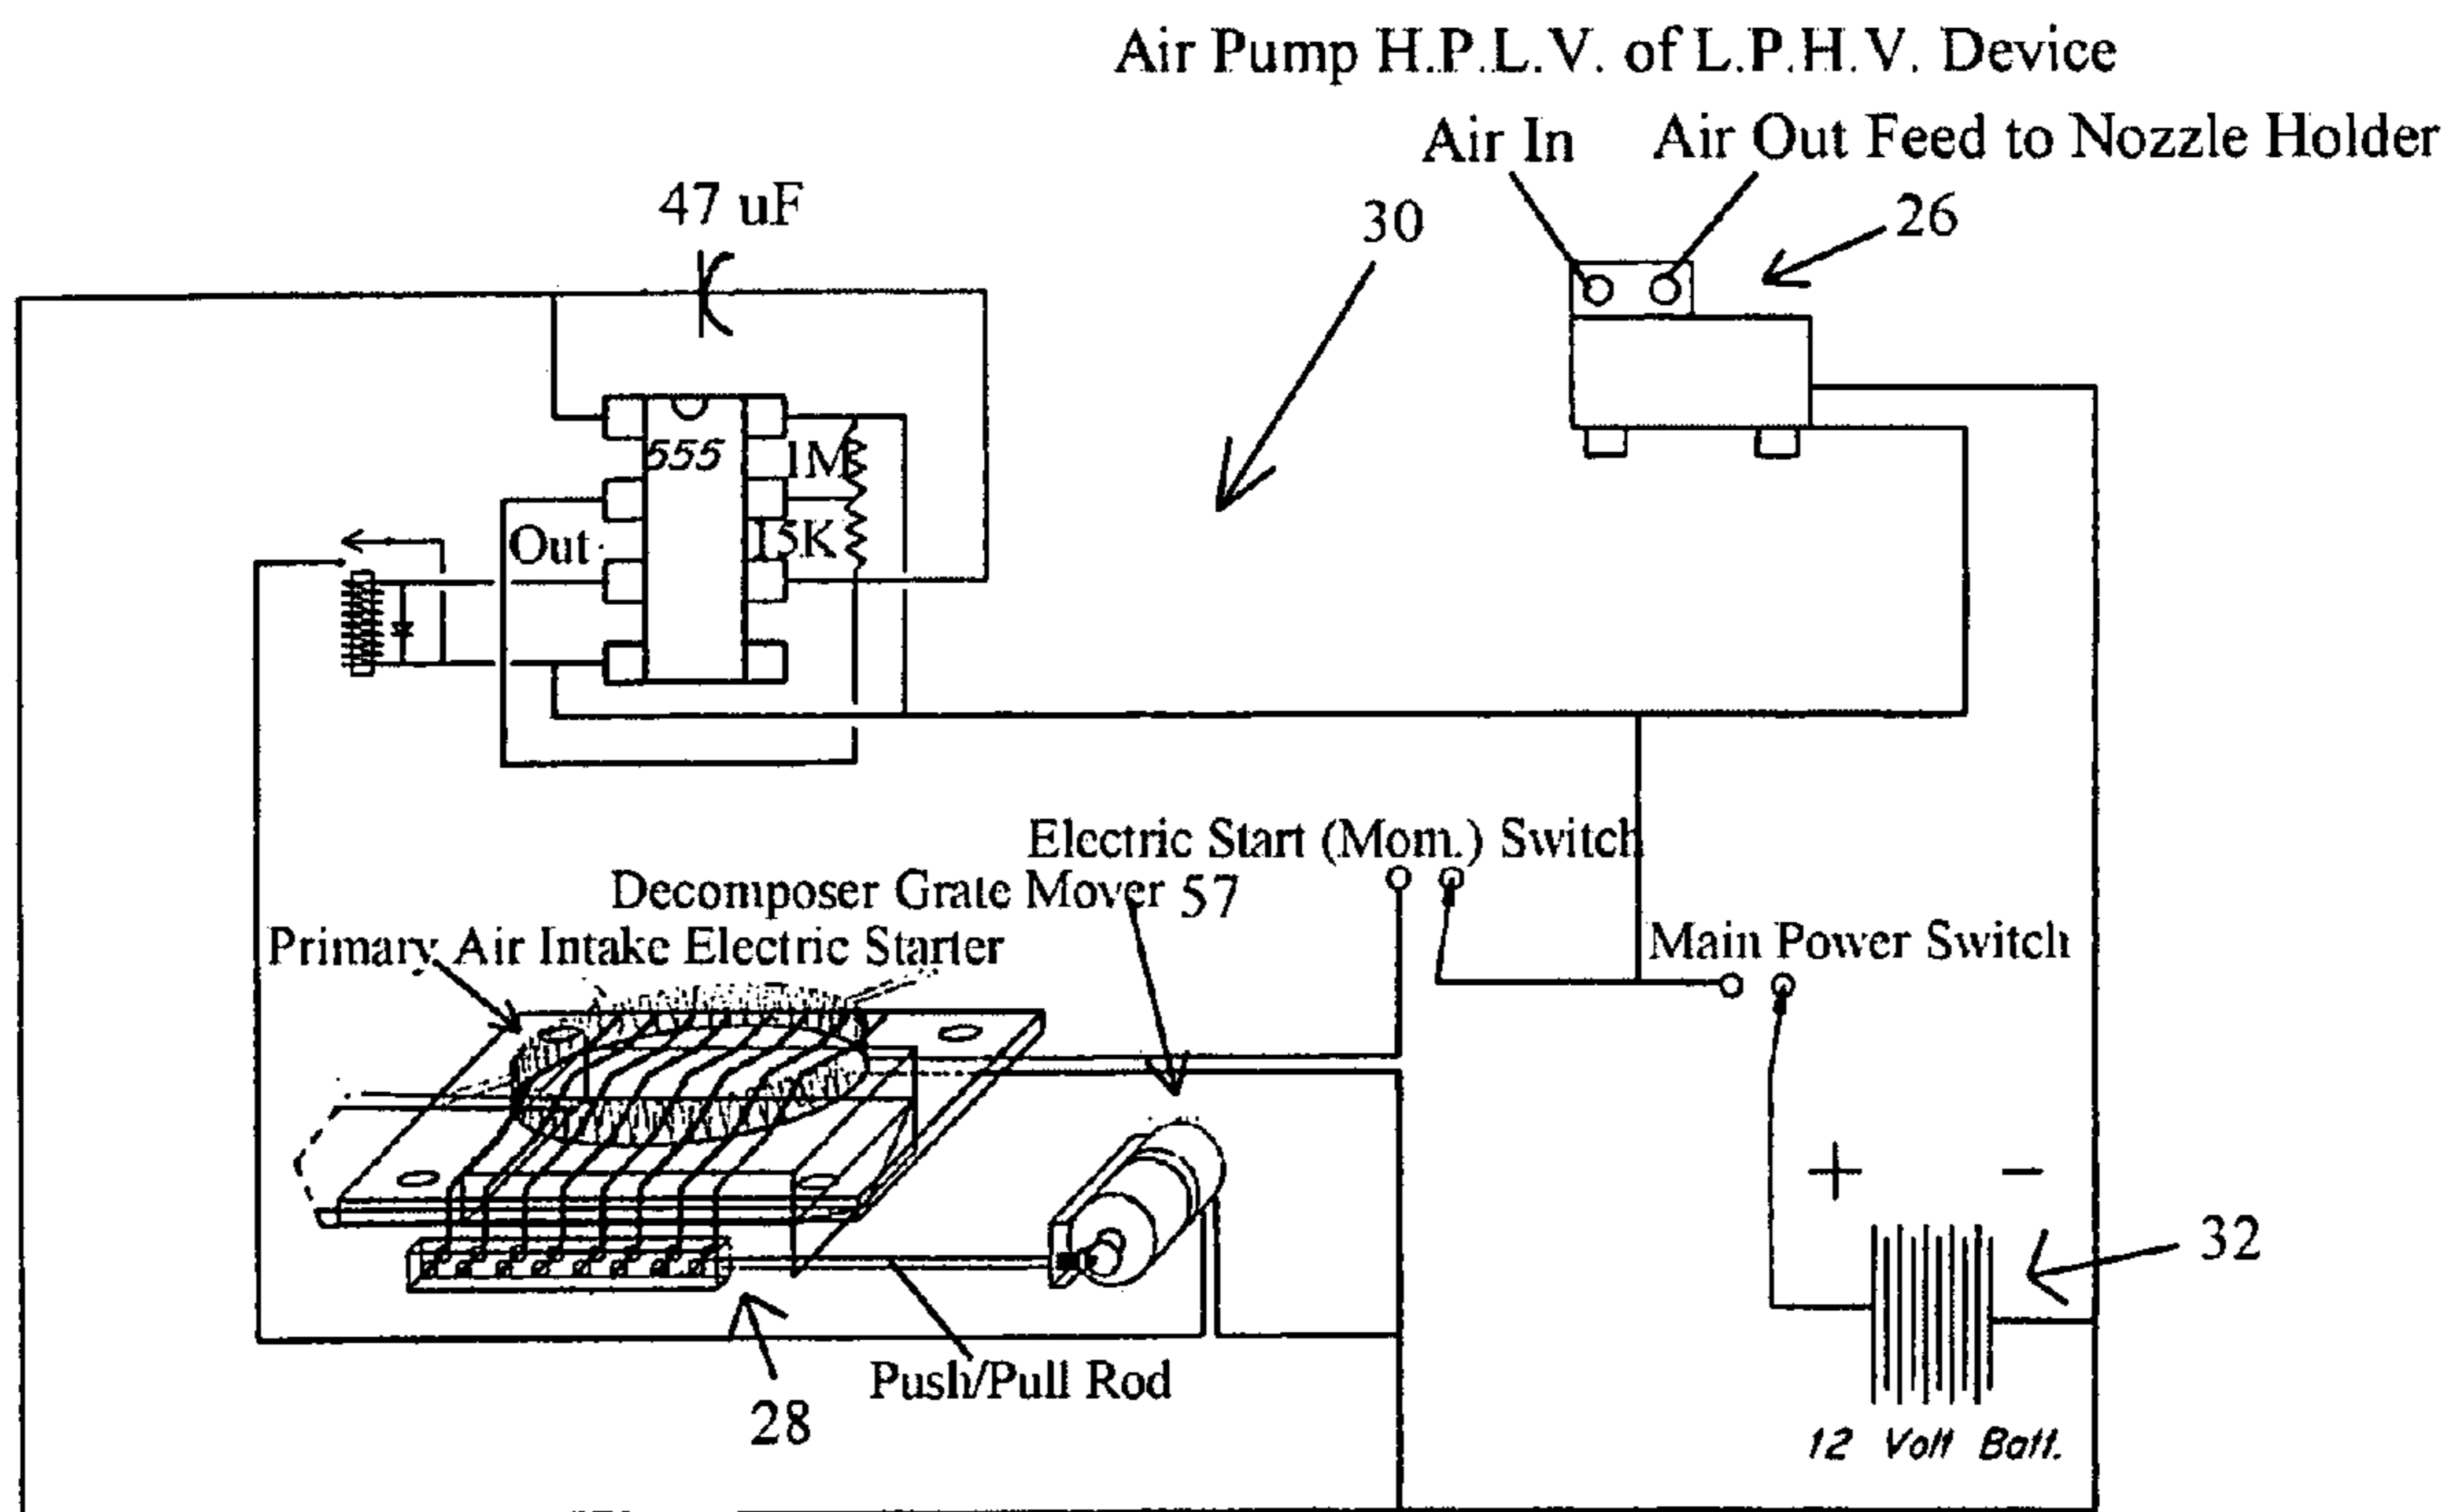 Air Pump H.P.L.V. of L.P.H.V. Device
Air In
Air Out Feed to Nozzle Holder
47 uF
30
26
555
1M
15K
Out
Electric Start (Mom.) Switch
Decomposer Grate Mover 57
Primary Air Intake Electric Starter
Main Power Switch
+ −
32
Push/Pull Rod
28
12 Volt Batt.